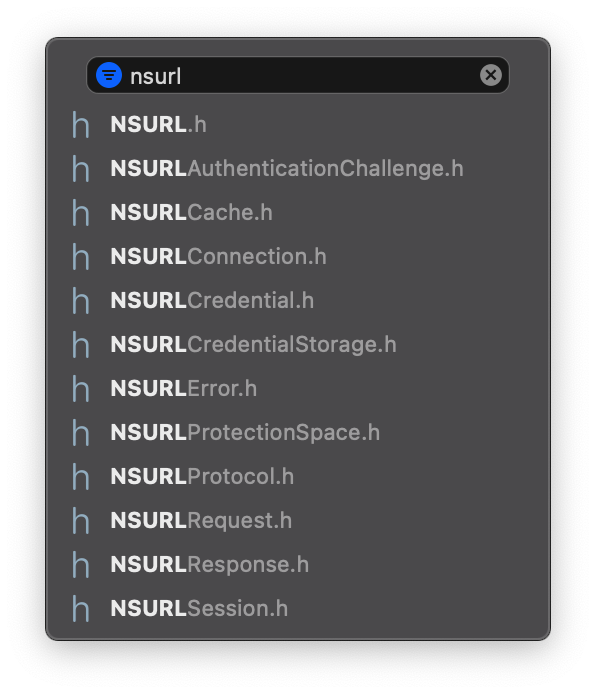 nsurl
h NSURL.h
h NSURLAuthenticationChallenge.h
h NSURLCache.h
h NSURLConnection.h
h NSURLCredential.h
h NSURLCredentialStorage.h
h NSURLError.h
h NSURLProtectionSpace.h
h NSURLProtocol.h
h NSURLRequest.h
h NSURLResponse.h
h NSURLSession.h